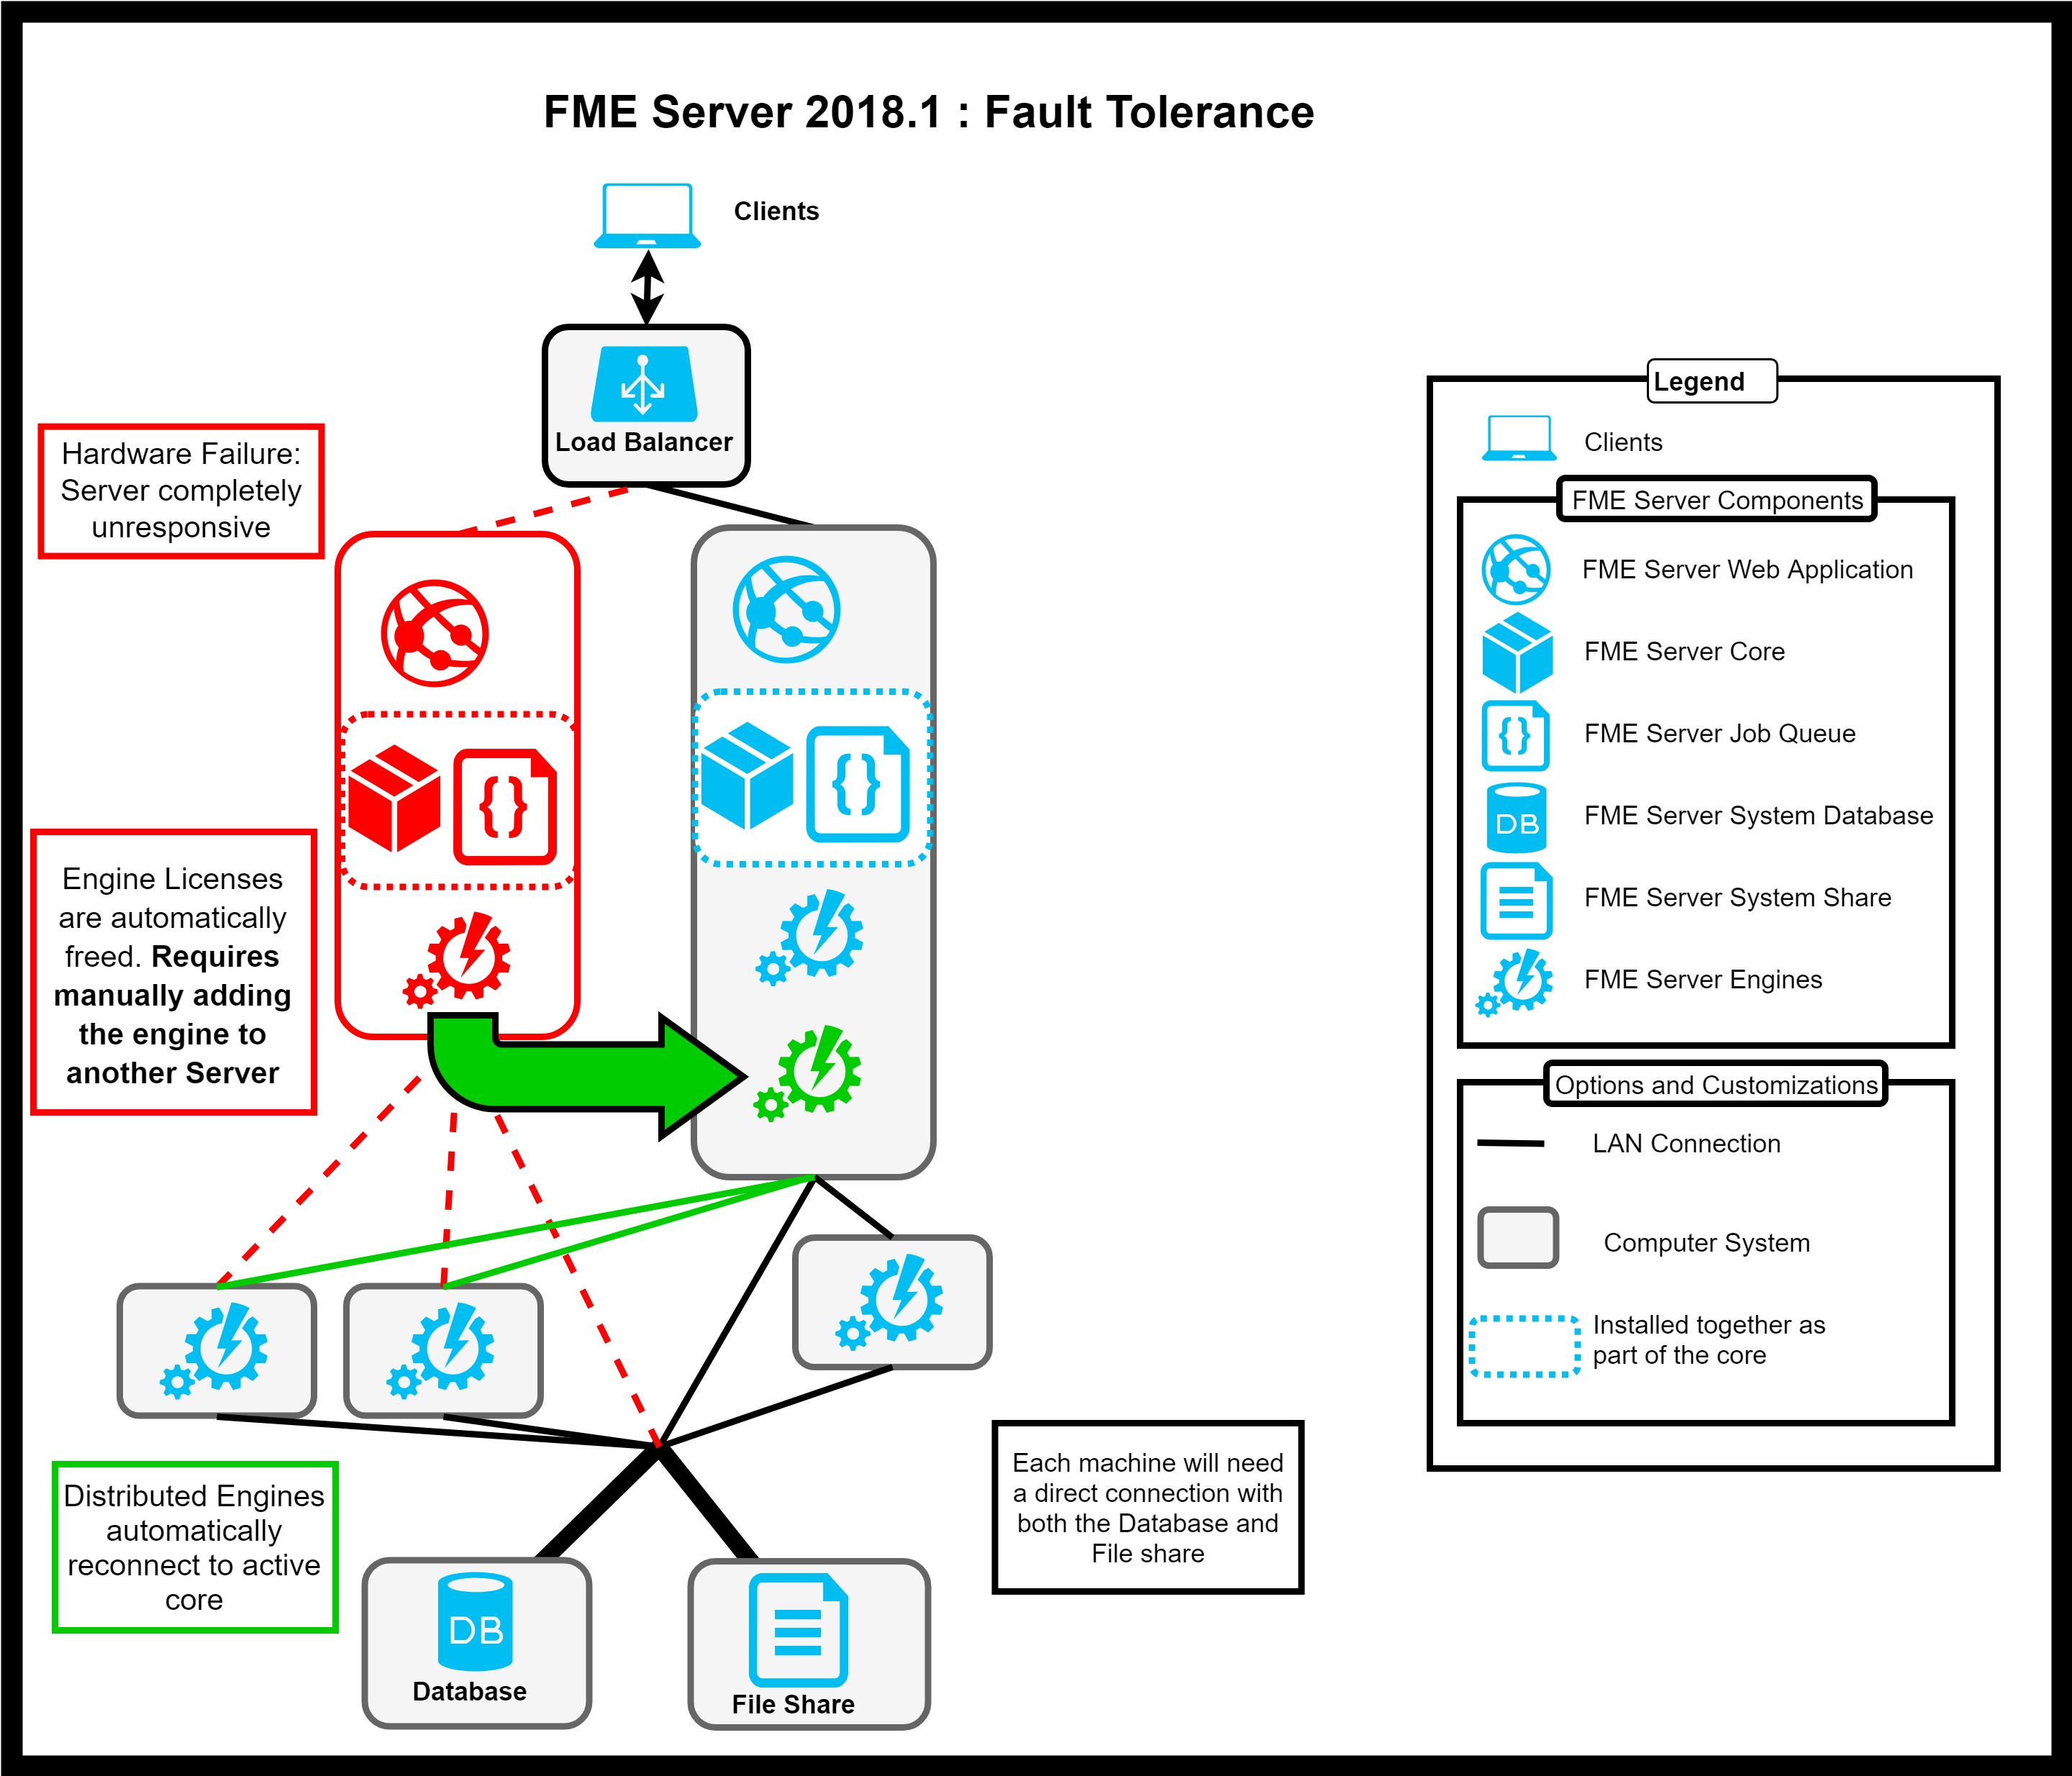 FME Server 2018.1 : Fault Tolerance
Clients
Load Balancer
Hardware Failure:
Server completely
unresponsive
Engine Licenses
are automatically
freed. Requires
manually adding
the engine to
another Server
Distributed Engines
automatically
reconnect to active
core
DB
Database
File Share
Each machine will need
a direct connection with
both the Database and
File share
Legend
Clients
FME Server Components
FME Server Web Application
FME Server Core
{} FME Server Job Queue
DB FME Server System Database
FME Server System Share
FME Server Engines
Options and Customizations
LAN Connection
Computer System
Installed together as
part of the core